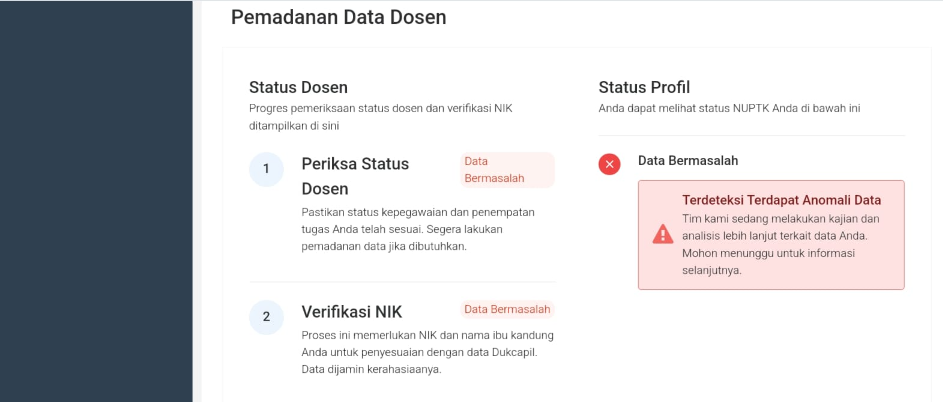 Pemadanan Data Dosen
Status Dosen
Progres pemeriksaan status dosen dan verifikasi NIK
ditampilkan di sini
1
Periksa Status
Dosen
Data
Bermasalah
Pastikan status kepegawaian dan penempatan
tugas Anda telah sesuai. Segera lakukan
pemadanan data jika dibutuhkan.
2
Verifikasi NIK
Data Bermasalah
Proses ini memerlukan NIK dan nama ibu kandung
Anda untuk penyesuaian dengan data Dukcapil.
Data dijamin kerahasiaanya.
Status Profil
Anda dapat melihat status NUPTK Anda di bawah ini
Data Bermasalah
Terdeteksi Terdapat Anomali Data
Tim kami sedang melakukan kajian dan
analisis lebih lanjut terkait data Anda.
Mohon menunggu untuk informasi
selanjutnya.